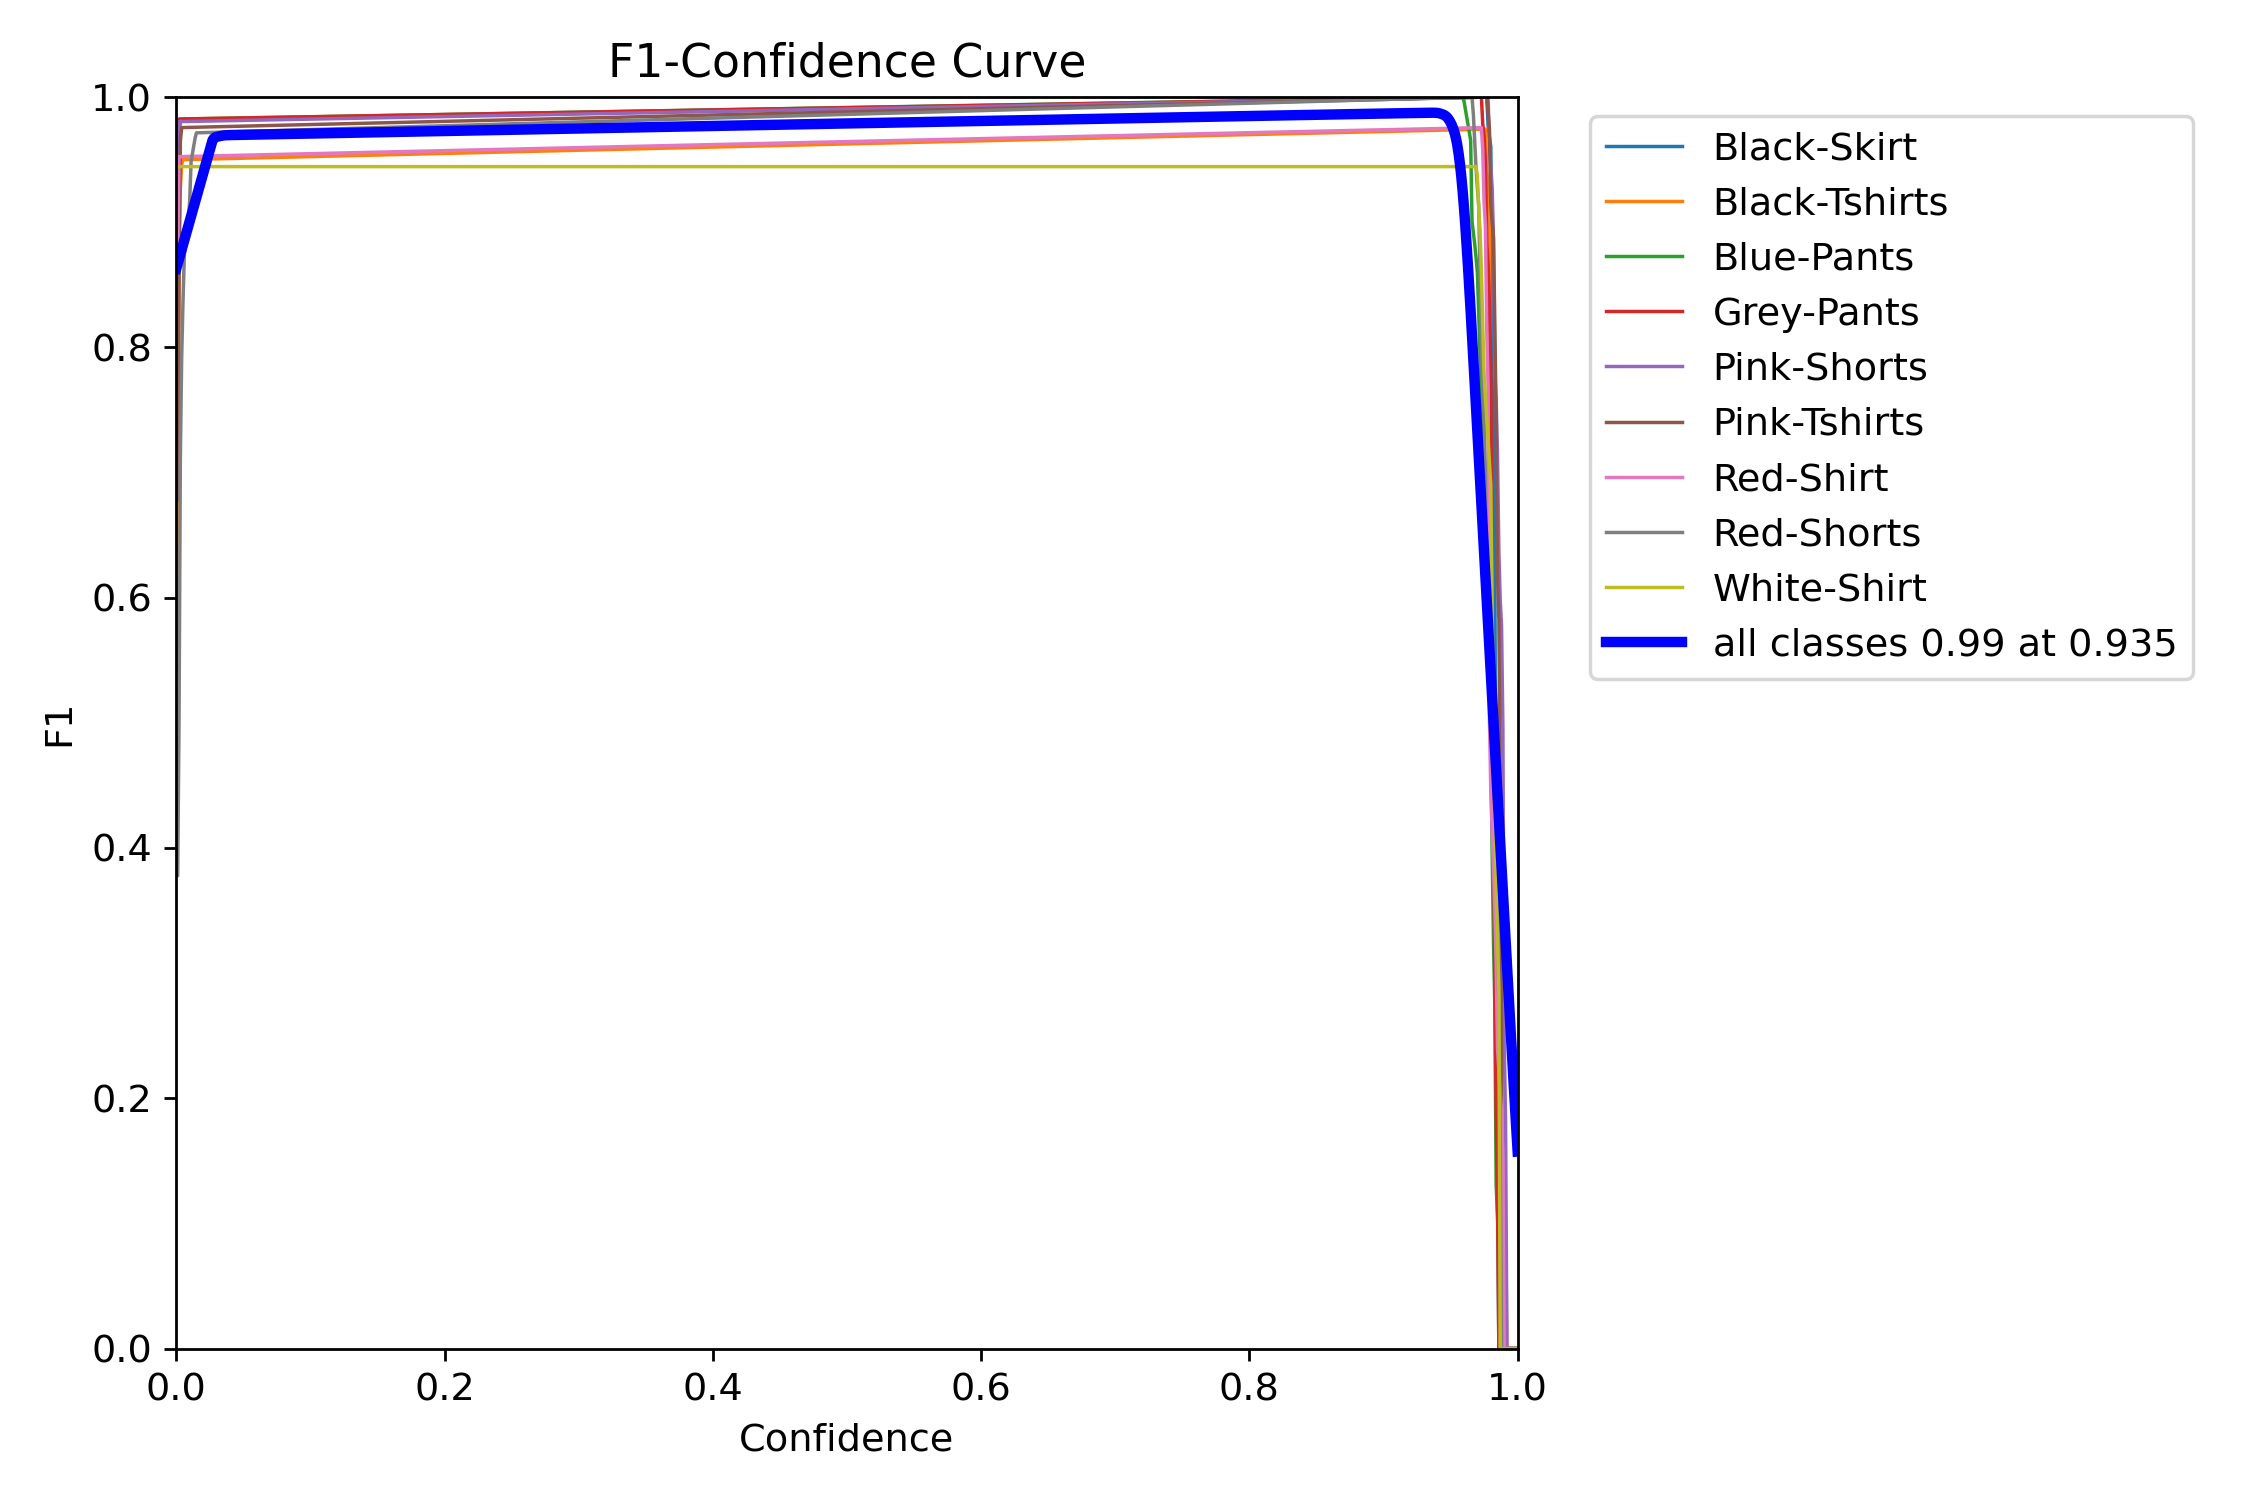 F1-Confidence Curve
1.0
0.8
0.6
0.4
0.2
0.0
F1
0.0 0.2 0.4 0.6 0.8 1.0
Confidence
Black-Skirt
Black-Tshirts
Blue-Pants
Grey-Pants
Pink-Shorts
Pink-Tshirts
Red-Shirt
Red-Shorts
White-Shirt
all classes 0.99 at 0.935